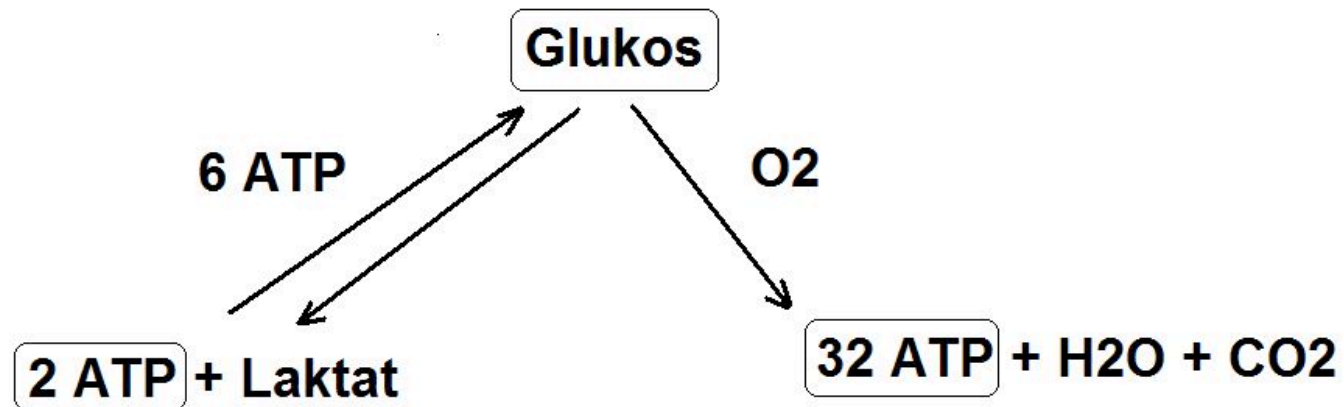 Glukos
6 ATP
O2
2 ATP + Laktat
32 ATP + H2O + CO2